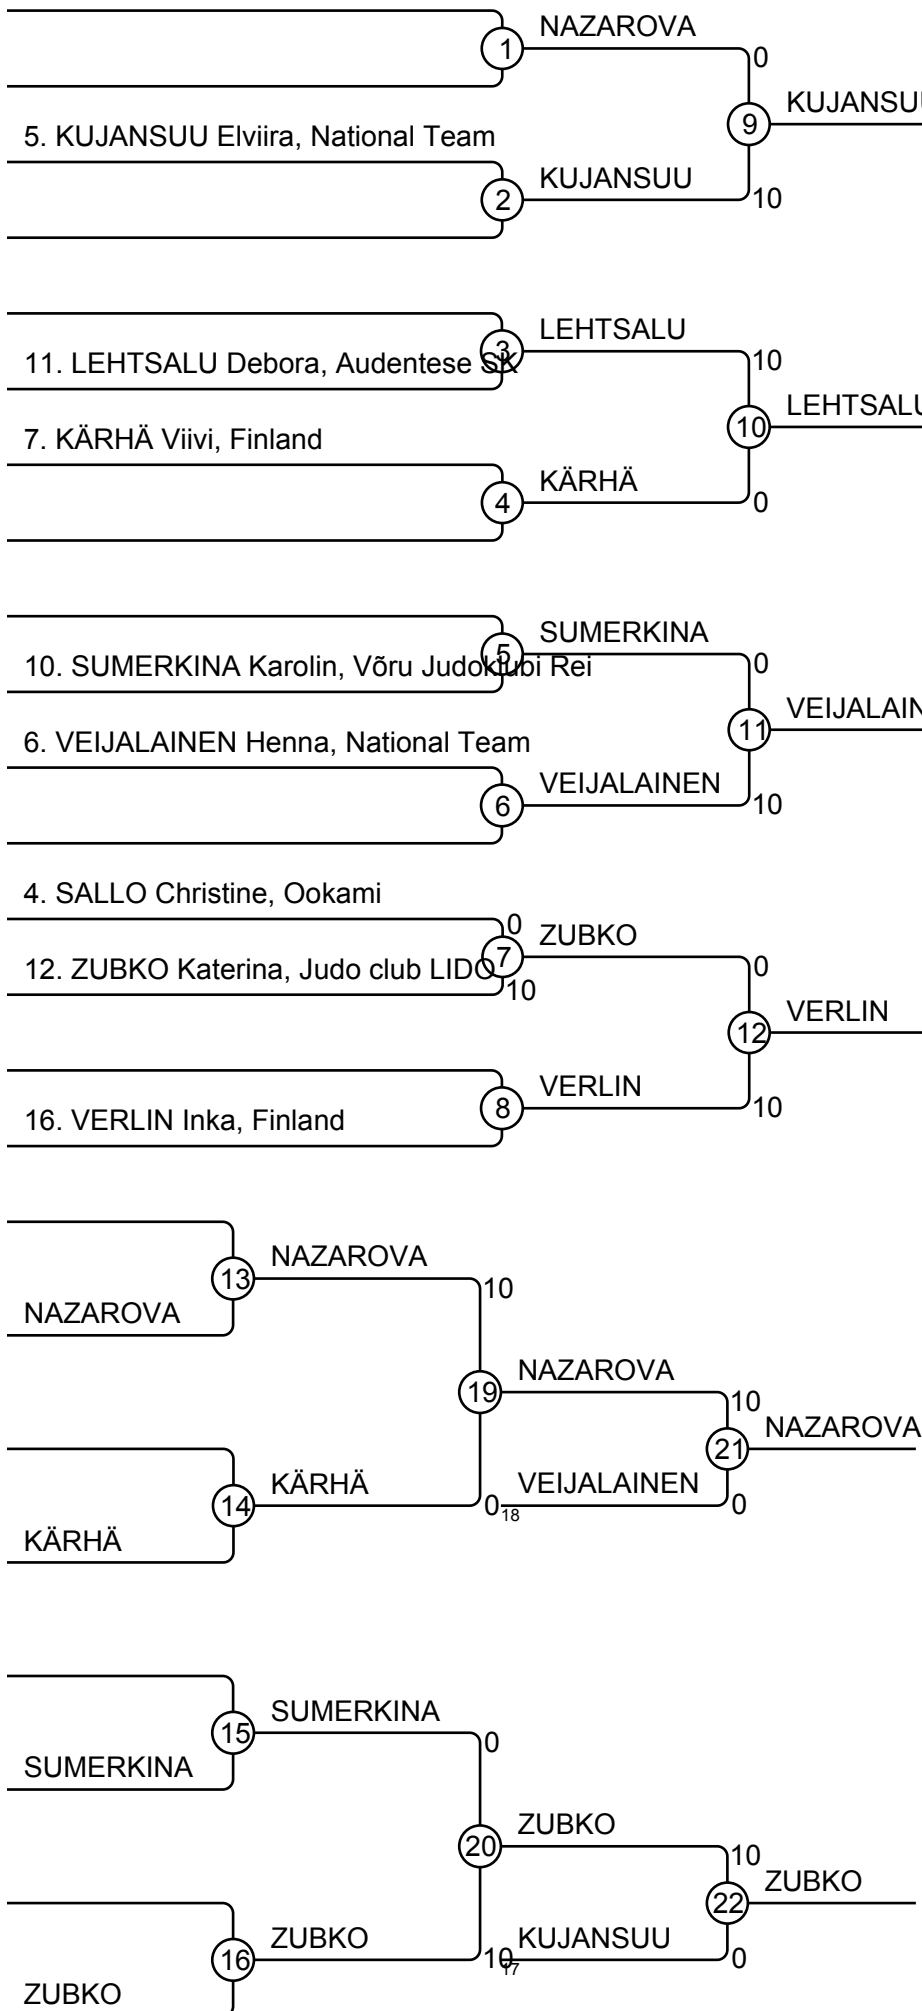 NAZAROVA
1
0
KUJANSUU
9
5. KUJANSUU Elviira, National Team
KUJANSUU
2
10
LEHTSALU
3
10
11. LEHTSALU Debora, Audentese SK
LEHTSALU
10
7. KÄRHÄ Viivi, Finland
KÄRHÄ
4
0
SUMERKINA
5
0
10. SUMERKINA Karolin, Võru Judoklubi Rei
VEIJALAIN
11
6. VEIJALAINEN Henna, National Team
VEIJALAINEN
6
10
4. SALLO Christine, Ookami
0
ZUBKO
7
0
12. ZUBKO Katerina, Judo club LIDO
10
VERLIN
12
VERLIN
8
10
16. VERLIN Inka, Finland
NAZAROVA
13
10
NAZAROVA
NAZAROVA
19
10
NAZAROVA
21
KÄRHÄ
14
0
18
VEIJALAINEN
0
KÄRHÄ
SUMERKINA
15
0
SUMERKINA
ZUBKO
20
10
ZUBKO
22
ZUBKO
16
10
17
KUJANSUU
0
ZUBKO